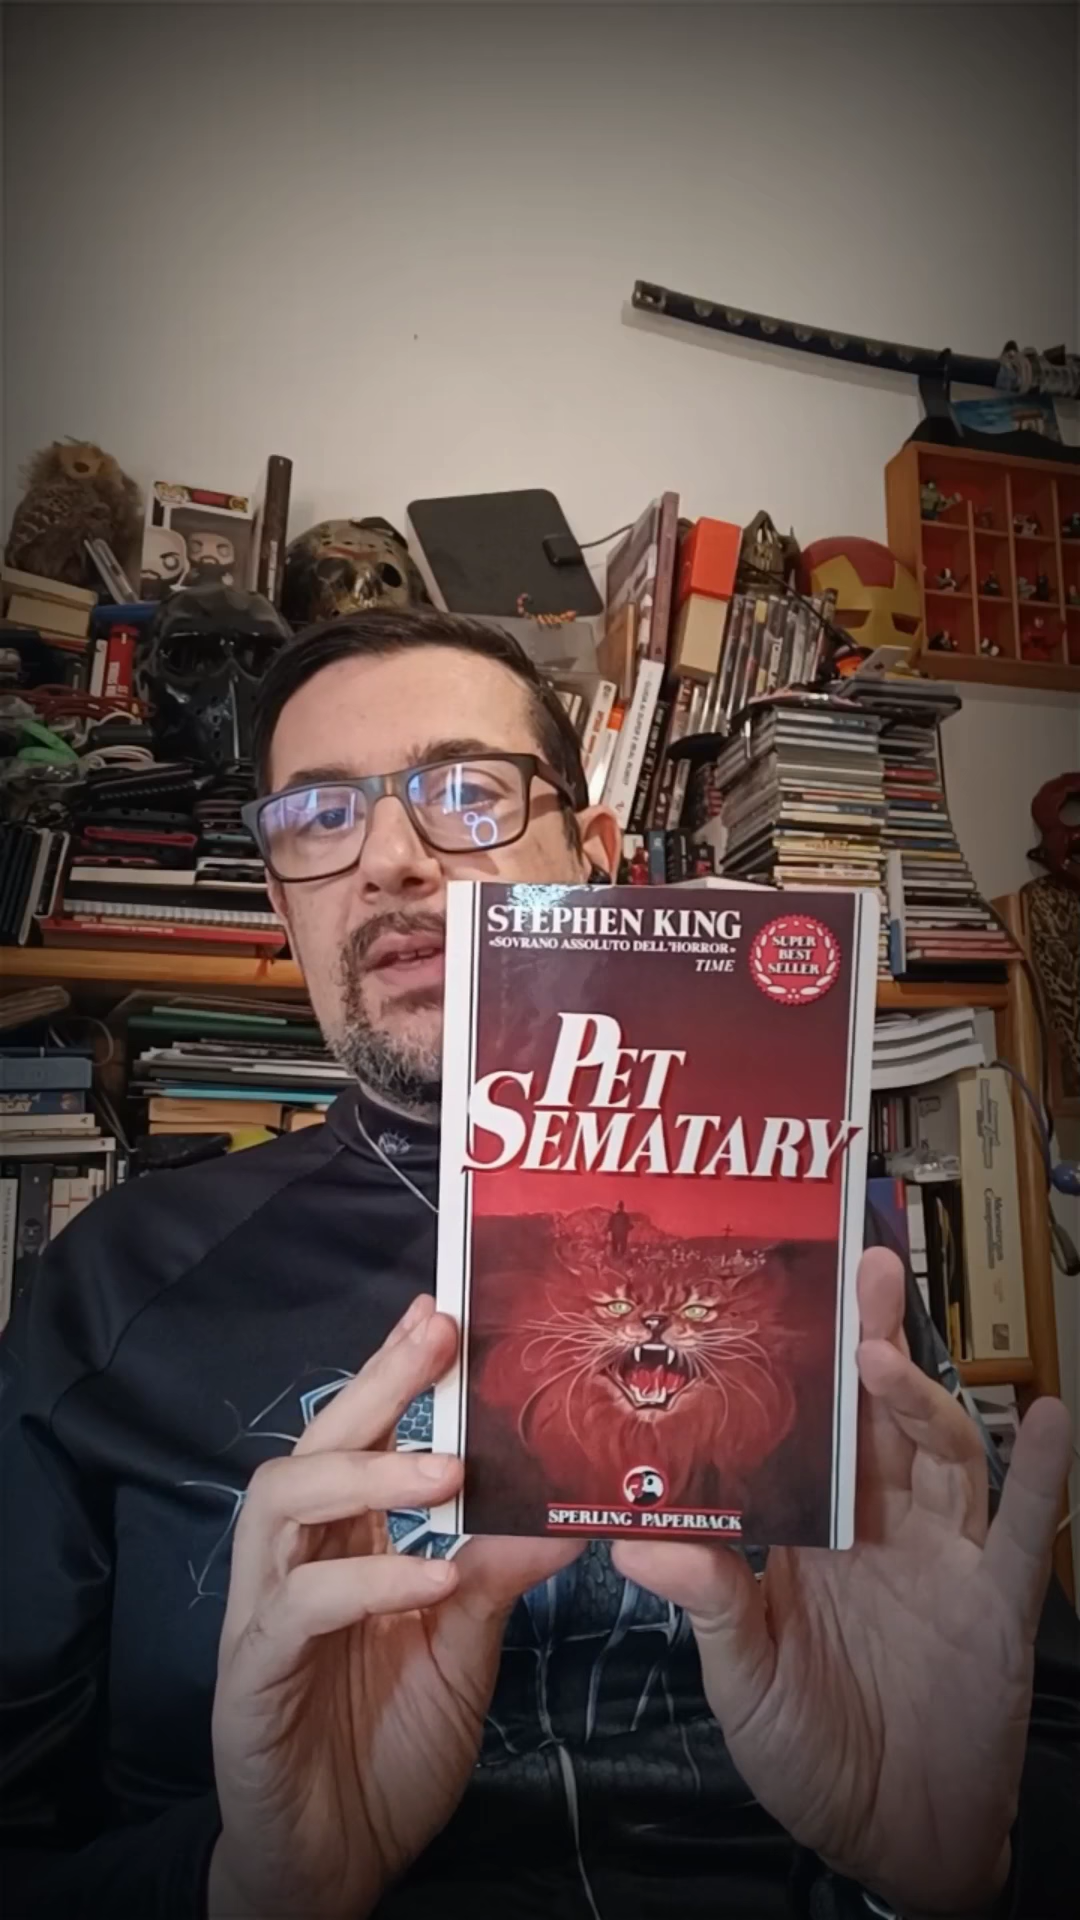 STEPHEN KING
«SOVRANO ASSOLUTO DELL'HORROR»
TIME
SUPER
BEST
SELLER
PET
SEMATARY
SPERLING PAPERBACK